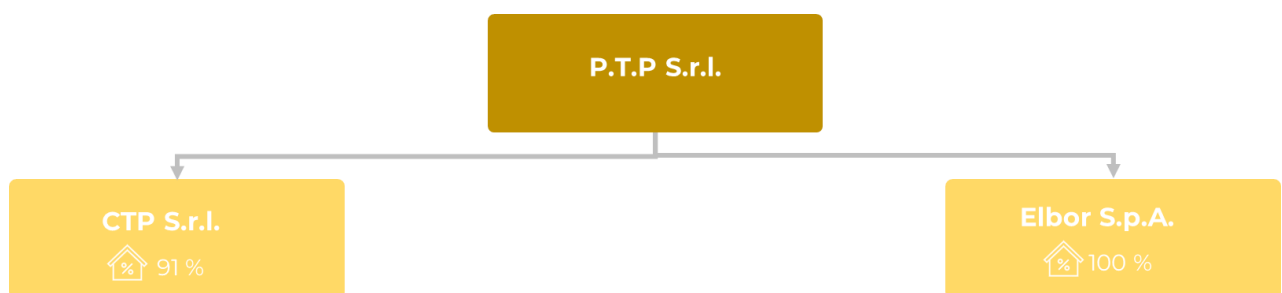 P.T.P S.r.l.
CTP S.r.l.
% 91 %
Elbor S.p.A.
% 100 %